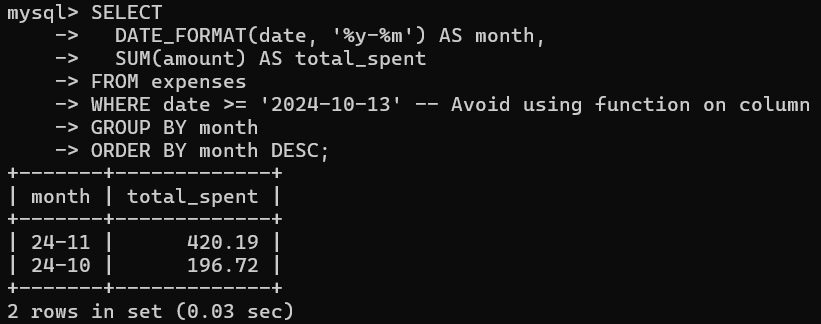 mysql> SELECT
    ->   DATE_FORMAT(date, '%y-%m') AS month,
    ->   SUM(amount) AS total_spent
    -> FROM expenses
    -> WHERE date >= '2024-10-13' -- Avoid using function on column
    -> GROUP BY month
    -> ORDER BY month DESC;
+-------+-------------+
| month | total_spent |
+-------+-------------+
| 24-11 |      420.19 |
| 24-10 |      196.72 |
+-------+-------------+
2 rows in set (0.03 sec)